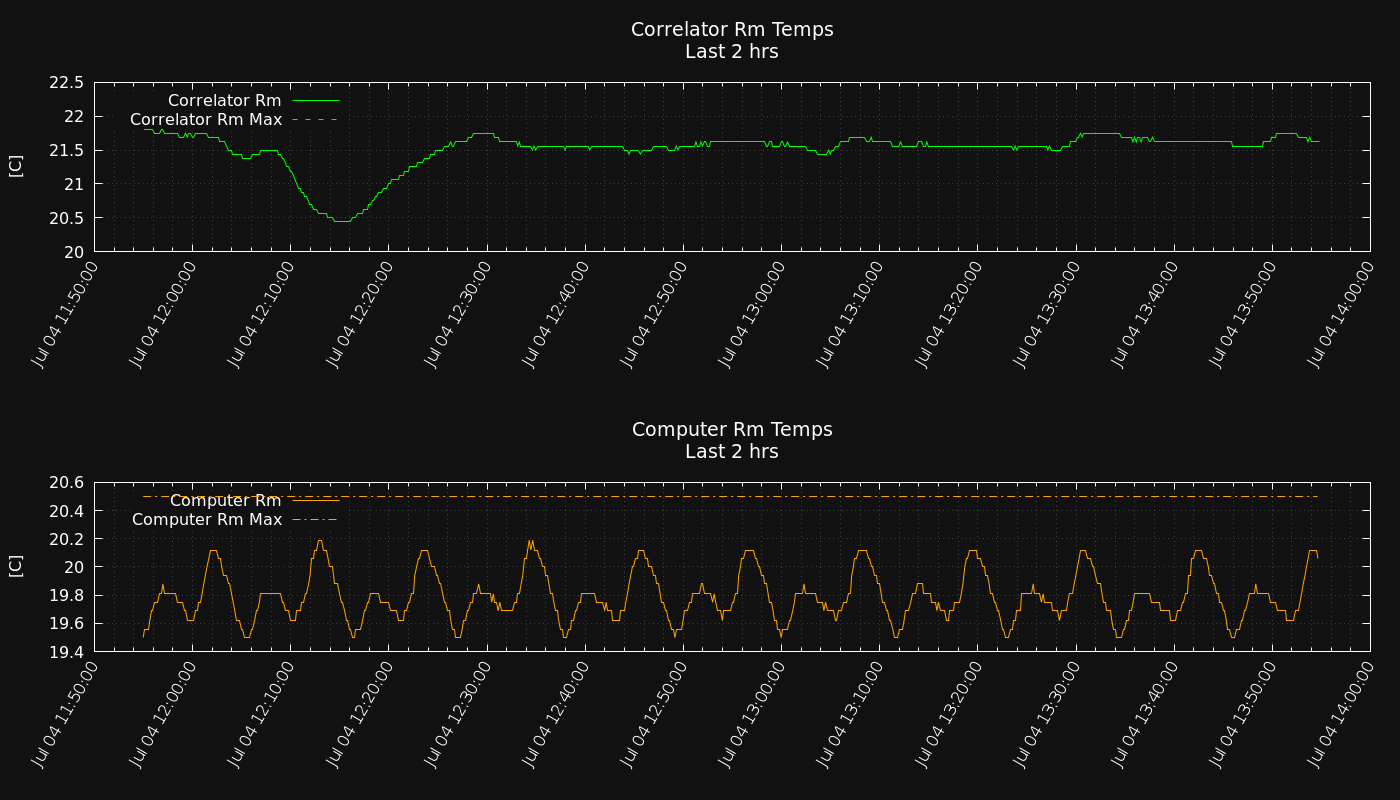 Correlator Rm Temps
Last 2 hrs
22.5
22
21.5
21
20.5
20
[C]
Correlator Rm
Correlator Rm Max
Jul 04 11:50:00
Jul 04 12:00:00
Jul 04 12:10:00
Jul 04 12:20:00
Jul 04 12:30:00
Jul 04 12:40:00
Jul 04 12:50:00
Jul 04 13:00:00
Jul 04 13:10:00
Jul 04 13:20:00
Jul 04 13:30:00
Jul 04 13:40:00
Jul 04 13:50:00
Jul 04 14:00:00
Computer Rm Temps
Last 2 hrs
20.6
20.4
20.2
20
19.8
19.6
19.4
[C]
Computer Rm
Computer Rm Max
Jul 04 11:50:00
Jul 04 12:00:00
Jul 04 12:10:00
Jul 04 12:20:00
Jul 04 12:30:00
Jul 04 12:40:00
Jul 04 12:50:00
Jul 04 13:00:00
Jul 04 13:10:00
Jul 04 13:20:00
Jul 04 13:30:00
Jul 04 13:40:00
Jul 04 13:50:00
Jul 04 14:00:00